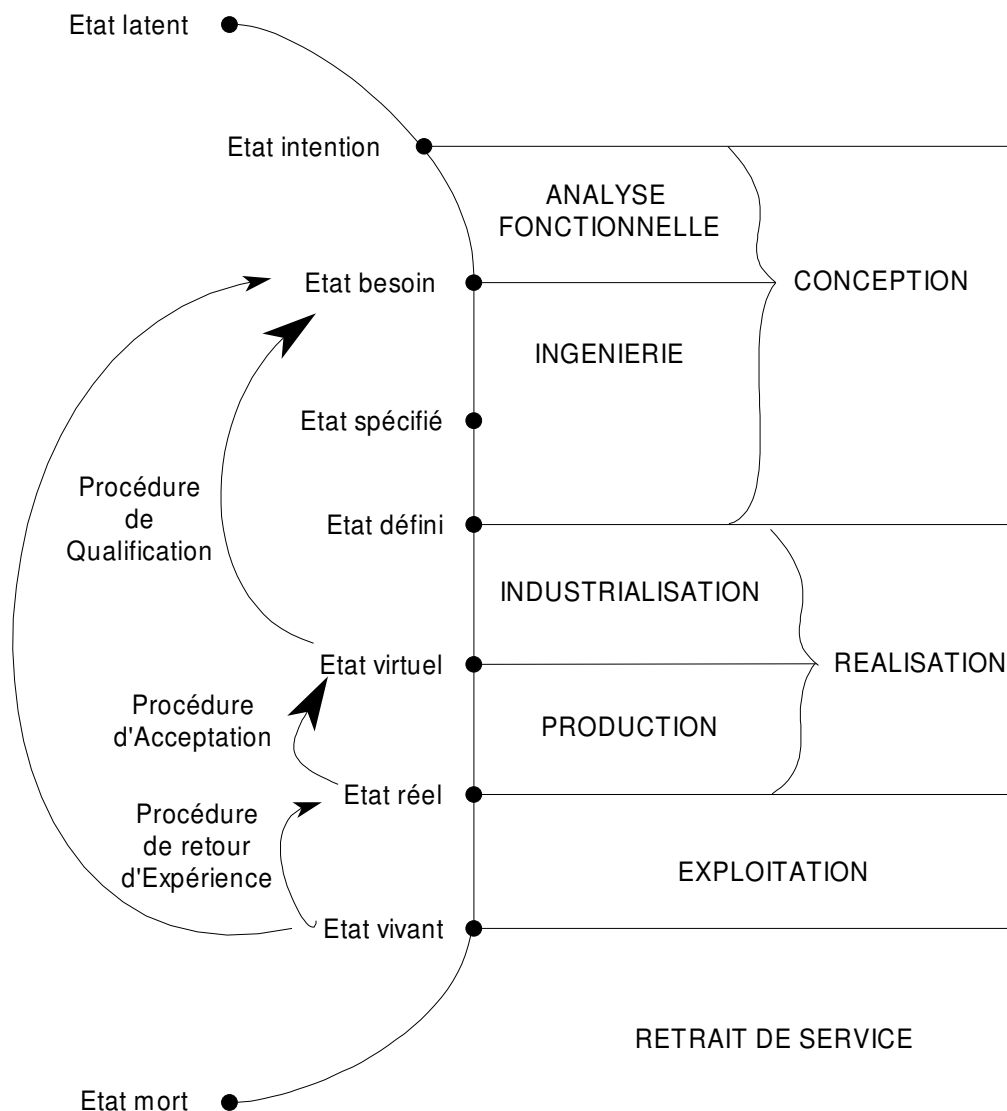 Etat latent
Etat intention
ANALYSE
FONCTIONNELLE
Etat besoin
CONCEPTION
INGENIERIE
Etat spécifié
Procédure
de
Qualification
Etat défini
INDUSTRIALISATION
Etat virtuel
REALISATION
Procédure
d'Acceptation
PRODUCTION
Etat réel
Procédure
de retour
d'Expérience
EXPLOITATION
Etat vivant
RETRAIT DE SERVICE
Etat mort